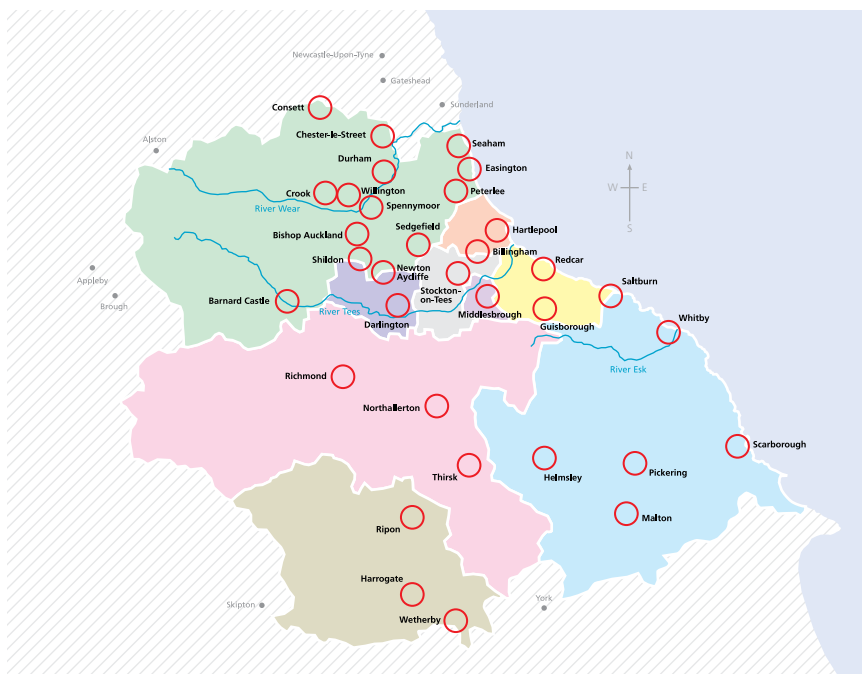 Newcastle-Upon-Tyne
Gateshead
Sunderland
Consett
Chester-le-Street
Alston
Seaham
Durham
Easington
Crook
Willington
Peterlee
River Wear
Spennymoor
N
W
E
S
Sedgefield
Hartlepool
Bishop Auckland
Billingham
Shildon
Redcar
Newton
Aycliffe
Appleby
Stockton-
on-Tees
Saltburn
Brough
Barnard Castle
River Tees
Middlesbrough
Whitby
Darlington
Guisborough
River Esk
Richmond
Northallerton
Scarborough
Thirsk
Helmsley
Pickering
Malton
Ripon
Harrogate
Skipton
York
Wetherby